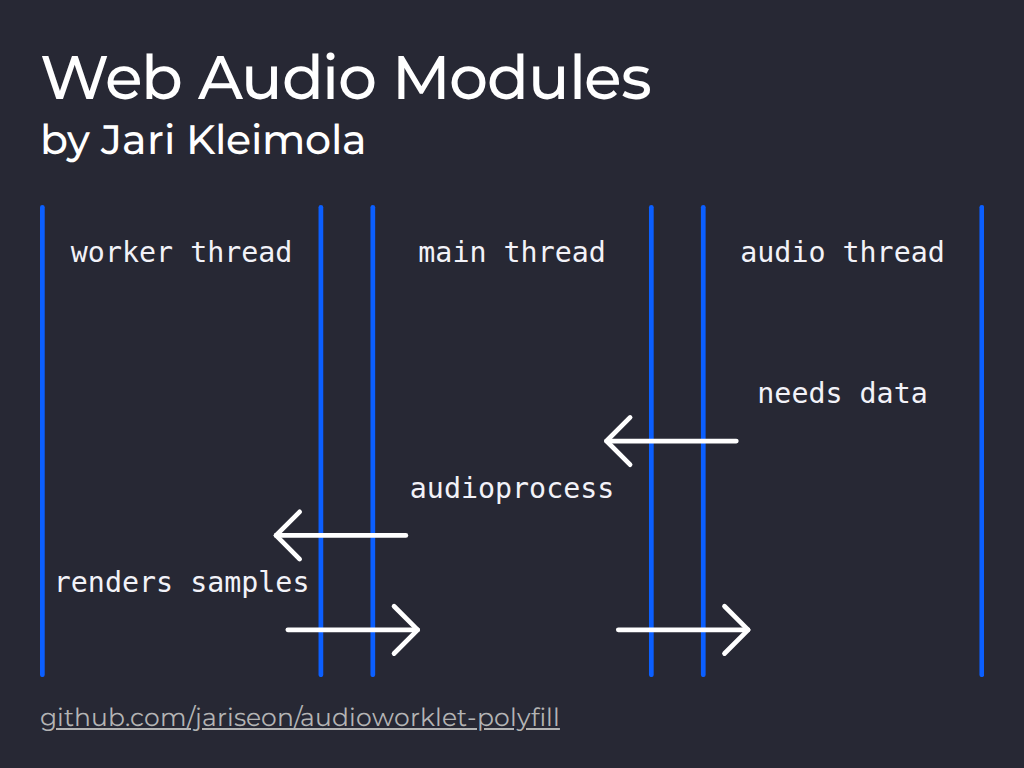 Web Audio Modules
by Jari Kleimola
worker thread
main thread
audio thread
needs data
audioprocess
renders samples
github.com/jariseon/audioworklet-polyfill